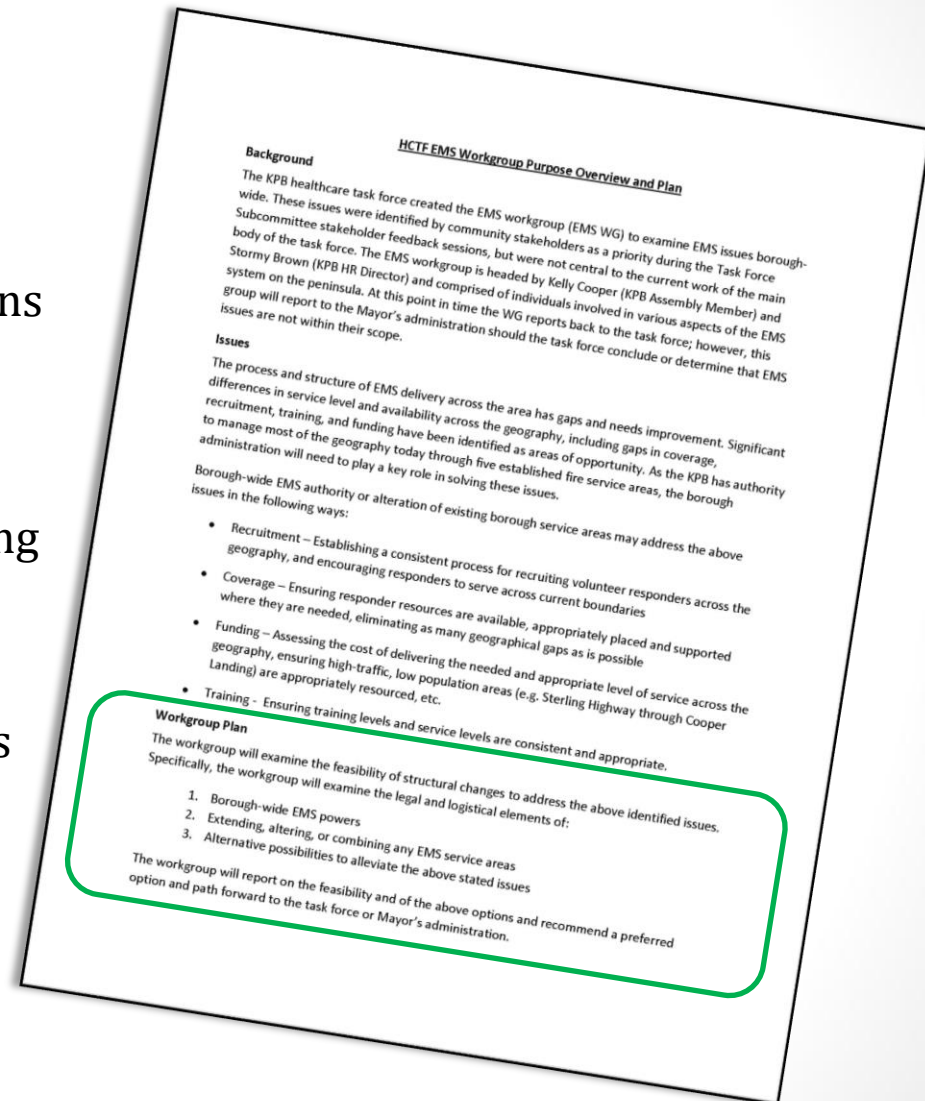 ns
ng
s
HCTF EMS Workgroup Purpose Overview and Plan
Background
The KPB healthcare task force created the EMS workgroup (EMS WG) to examine EMS issues borough-
wide. These issues were identified by community stakeholders as a priority during the Task Force
Subcommittee stakeholder feedback sessions, but were not central to the current work of the main
body of the task force. The EMS workgroup is headed by Kelly Cooper (KPB Assembly Member) and
Stormy Brown (KPB HR Director) and comprised of individuals involved in various aspects of the EMS
system on the peninsula. At this point in time the WG reports back to the task force; however, this
group will report to the Mayor's administration should the task force conclude or determine that EMS
issues are not within their scope.
Issues
The process and structure of EMS delivery across the area has gaps and needs improvement. Significant
differences in service level and availability across the geography, including gaps in coverage,
recruitment, training, and funding have been identified as areas of opportunity. As the KPB has authority
to manage most of the geography today through five established fire service areas, the borough
administration will need to play a key role in solving these issues.
Borough-wide EMS authority or alteration of existing borough service areas may address the above
issues in the following ways:
• Recruitment – Establishing a consistent process for recruiting volunteer responders across the
geography, and encouraging responders to serve across current boundaries
• Coverage – Ensuring responder resources are available, appropriately placed and supported
where they are needed, eliminating as many geographical gaps as is possible
• Funding – Assessing the cost of delivering the needed and appropriate level of service across the
geography, ensuring high-traffic, low population areas (e.g. Sterling Highway through Cooper
Landing) are appropriately resourced, etc.
• Training - Ensuring training levels and service levels are consistent and appropriate.
Workgroup Plan
The workgroup will examine the feasibility of structural changes to address the above identified issues.
Specifically, the workgroup will examine the legal and logistical elements of:
1. Borough-wide EMS powers
2. Extending, altering, or combining any EMS service areas
3. Alternative possibilities to alleviate the above stated issues
The workgroup will report on the feasibility and of the above options and recommend a preferred
option and path forward to the task force or Mayor's administration.